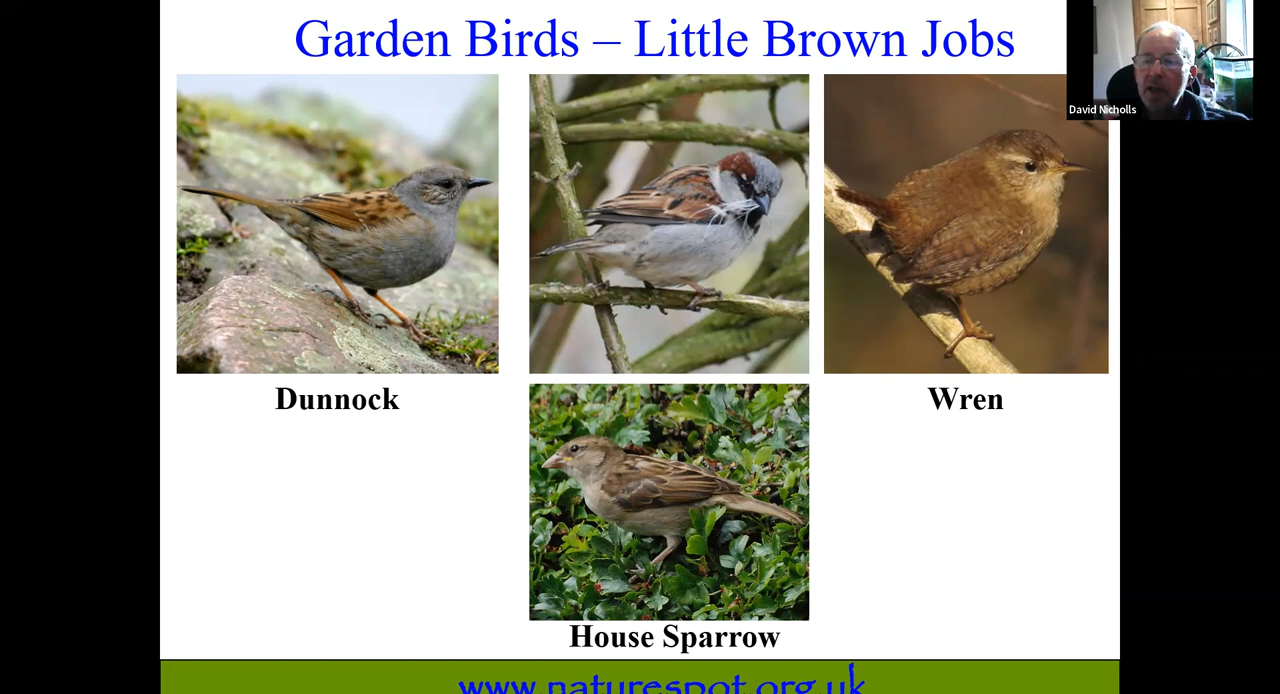 Garden Birds – Little Brown Jobs
David Nicholls
Dunnock
Wren
House Sparrow
www.naturespot.org.uk